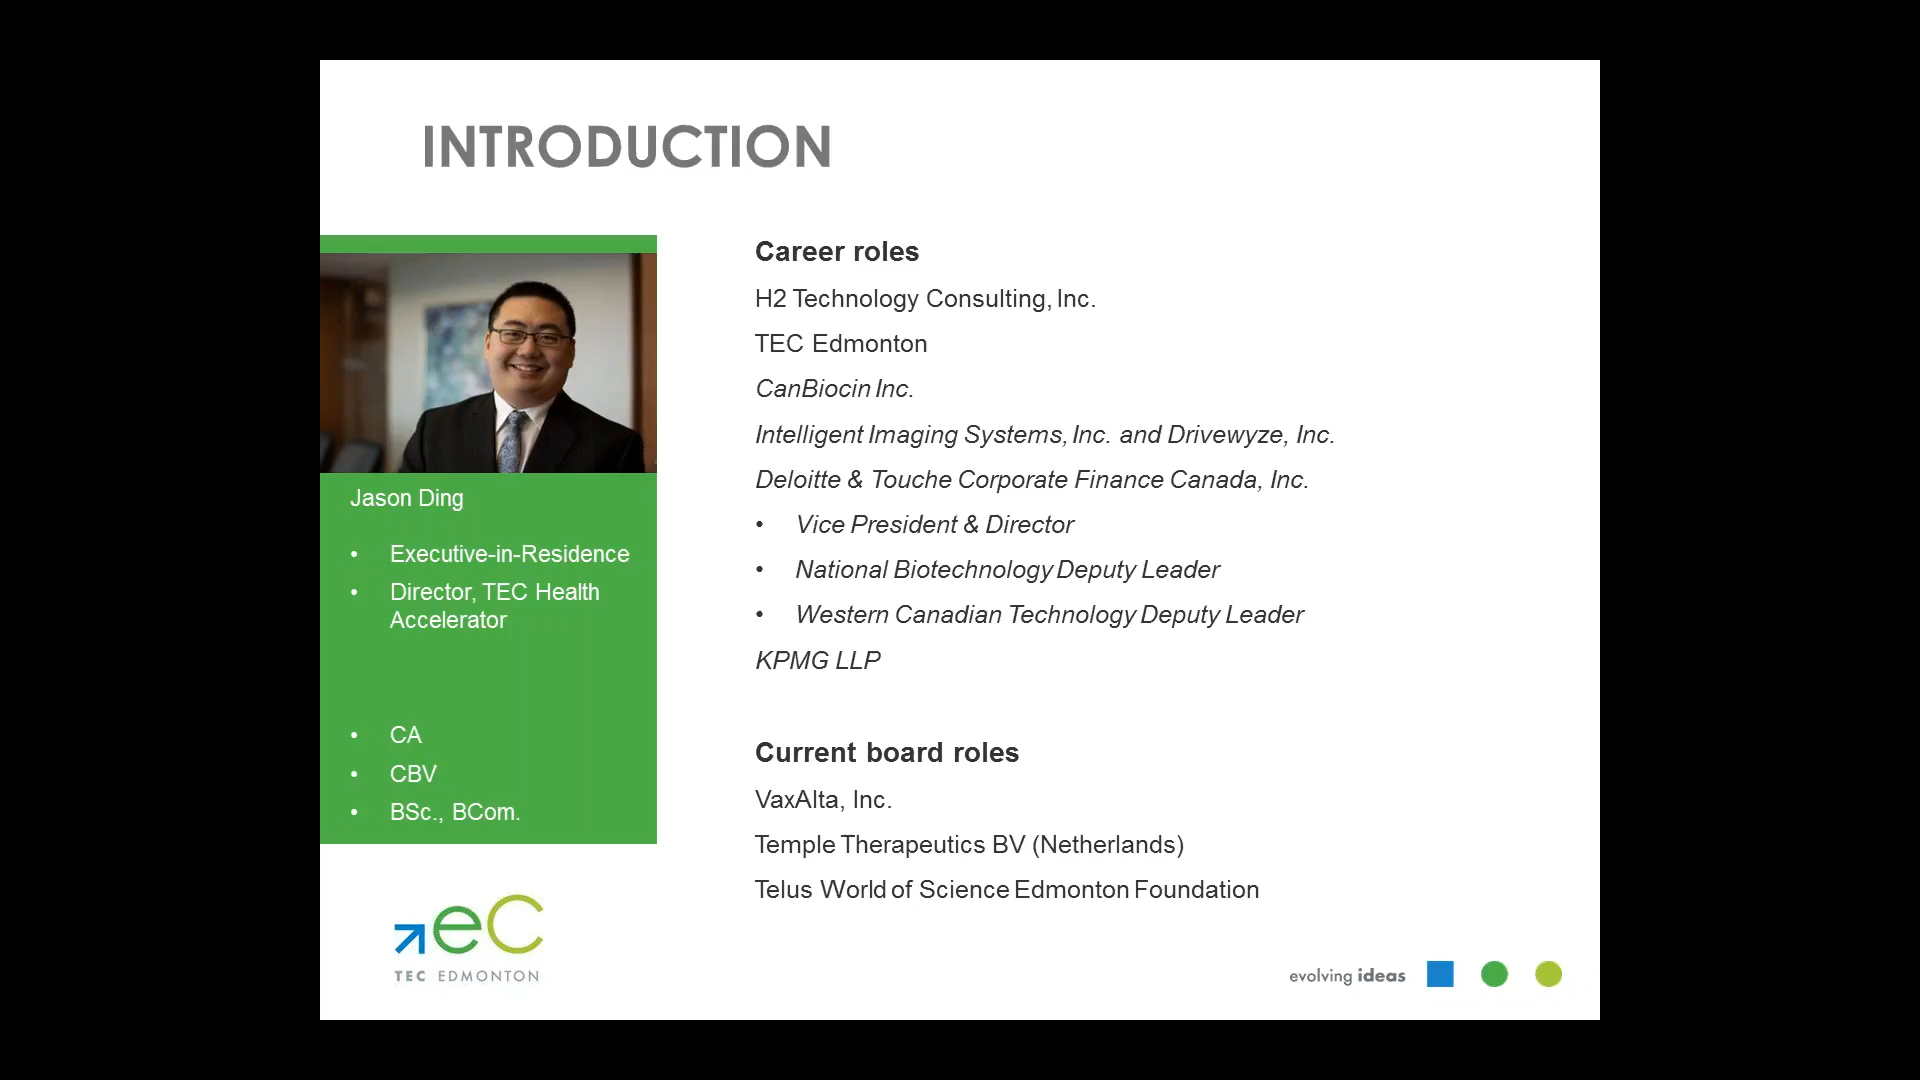 INTRODUCTION
Jason Ding
• Executive-in-Residence
• Director, TEC Health
Accelerator
• CA
• CBV
• BSc., BCom.
Career roles
H2 Technology Consulting, Inc.
TEC Edmonton
CanBiocin Inc.
Intelligent Imaging Systems, Inc. and Drivewyze, Inc.
Deloitte & Touche Corporate Finance Canada, Inc.
• Vice President & Director
• National Biotechnology Deputy Leader
• Western Canadian Technology Deputy Leader
KPMG LLP
Current board roles
VaxAlta, Inc.
Temple Therapeutics BV (Netherlands)
Telus World of Science Edmonton Foundation
eC
TEC EDMONTON
evolving ideas